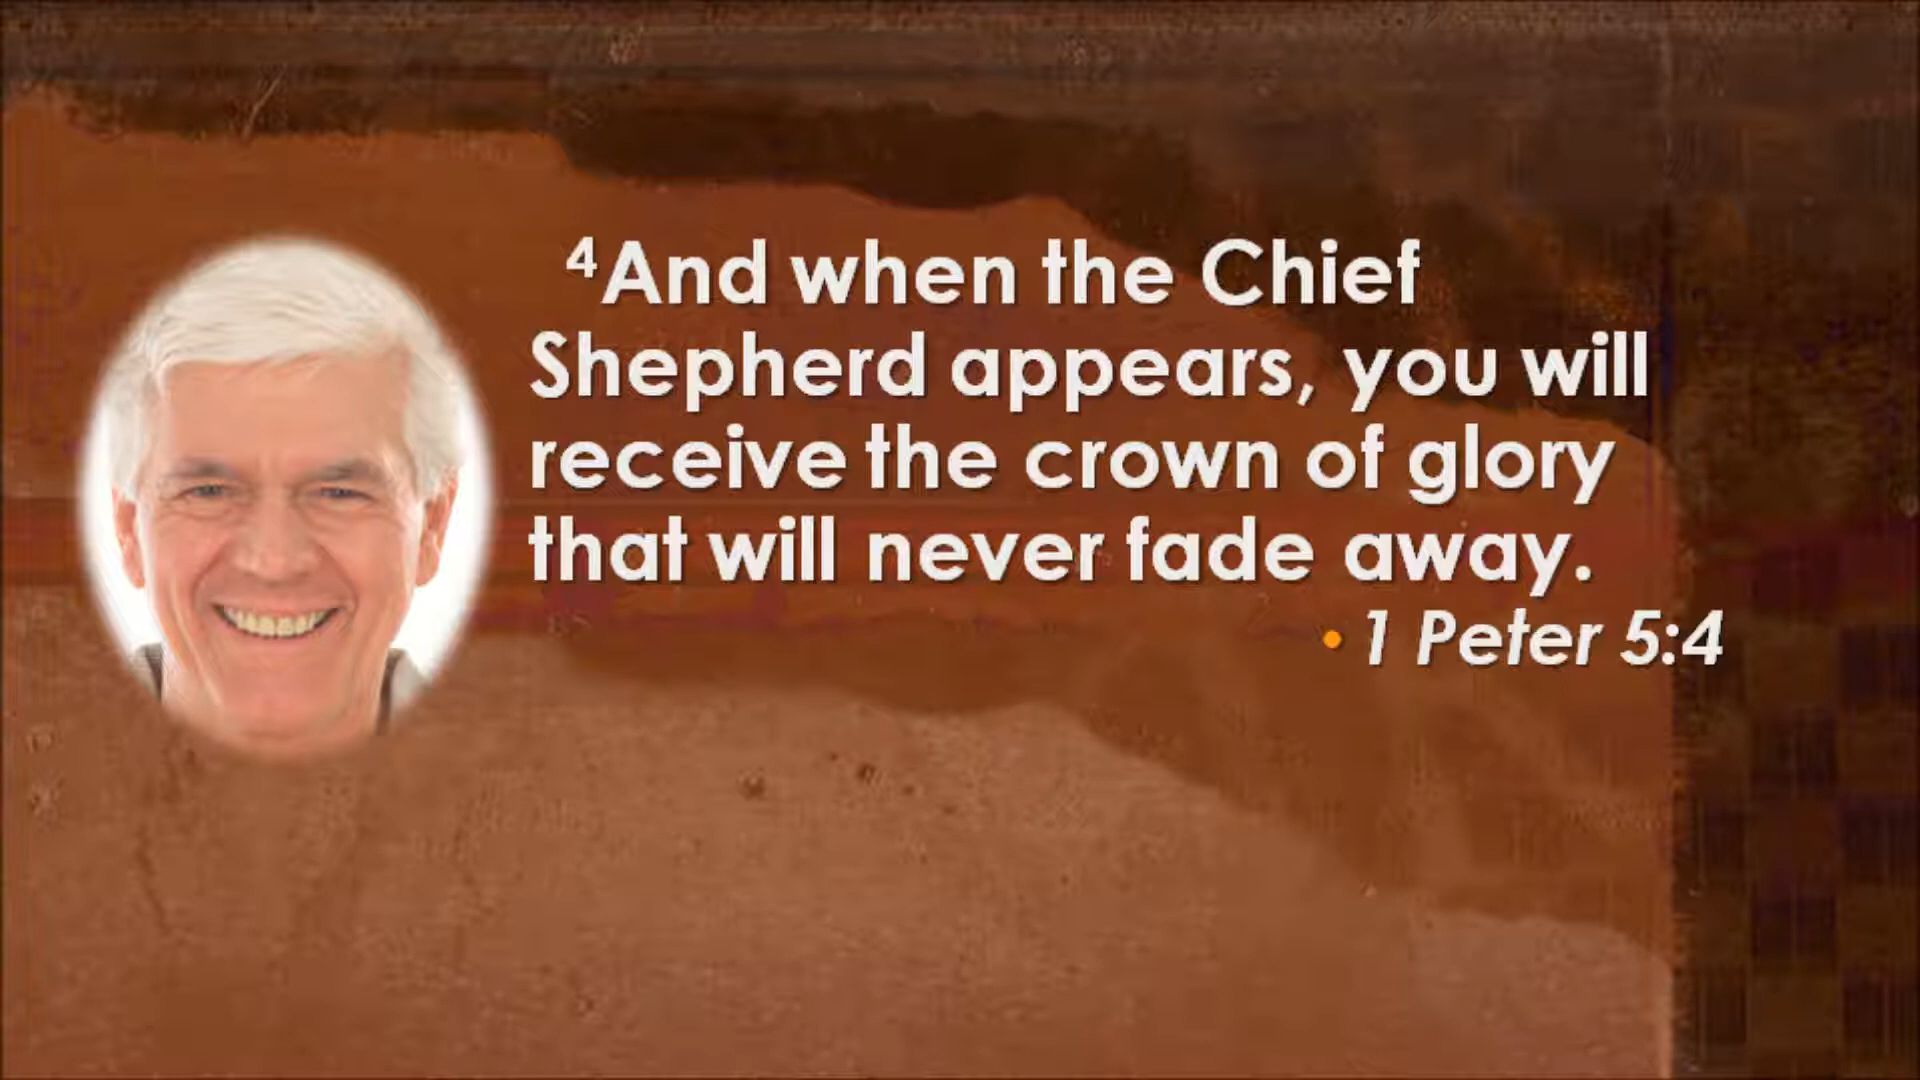 ⁴And when the Chief
Shepherd appears, you will
receive the crown of glory
that will never fade away.
• 1 Peter 5:4